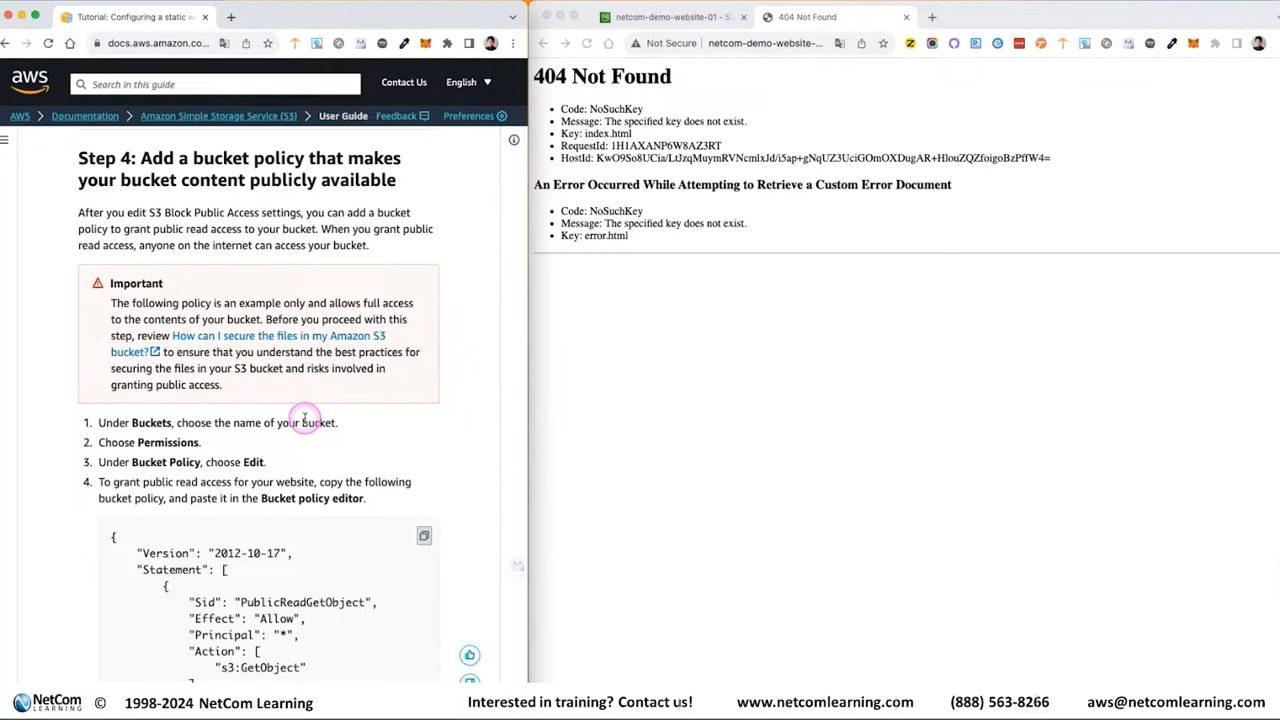 Tutorial: Configuring a static w
docs.aws.amazon.co...
aws
Search in this guide
Contact Us
English
AWS
Documentation
Amazon Simple Storage Service (S3)
User Guide
Feedback
Preferences
Step 4: Add a bucket policy that makes
your bucket content publicly available
After you edit S3 Block Public Access settings, you can add a bucket
policy to grant public read access to your bucket. When you grant public
read access, anyone on the internet can access your bucket.
Important
The following policy is an example only and allows full access
to the contents of your bucket. Before you proceed with this
step, review How can I secure the files in my Amazon S3
bucket? to ensure that you understand the best practices for
securing the files in your S3 bucket and risks involved in
granting public access.
1. Under Buckets, choose the name of your bucket.
2. Choose Permissions.
3. Under Bucket Policy, choose Edit.
4. To grant public read access for your website, copy the following
bucket policy, and paste it in the Bucket policy editor.
{
"Version": "2012-10-17",
"Statement": [
{
"Sid": "PublicReadGetObject",
"Effect": "Allow",
"Principal": "*",
"Action": [
"s3:GetObject"
netcom-demo-website-01 - S
404 Not Found
Not Secure
netcom-demo-website-...
404 Not Found
• Code: NoSuchKey
• Message: The specified key does not exist.
• Key: index.html
• RequestId: 1H1AXANP6W8AZ3RT
• HostId: KwO9So8UCia/LtJzqMuymRVNcmlxJd/i5ap+gNqUZ3UciGOmOXDugAR+HlouZQZfoigoBzPffW4=
An Error Occurred While Attempting to Retrieve a Custom Error Document
• Code: NoSuchKey
• Message: The specified key does not exist.
• Key: error.html
NetCom
LEARNING
© 1998-2024 NetCom Learning
Interested in training? Contact us!
www.netcomlearning.com
(888) 563-8266
aws@netcomlearning.com